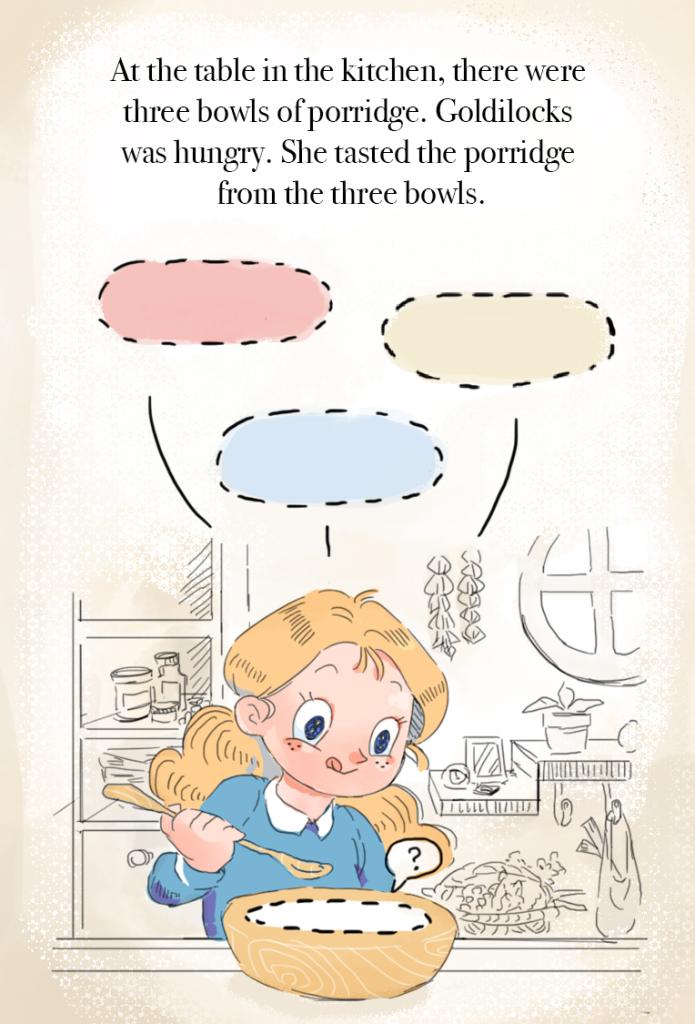 At the table in the kitchen, there were
three bowls of porridge. Goldilocks
was hungry. She tasted the porridge
from the three bowls.
?